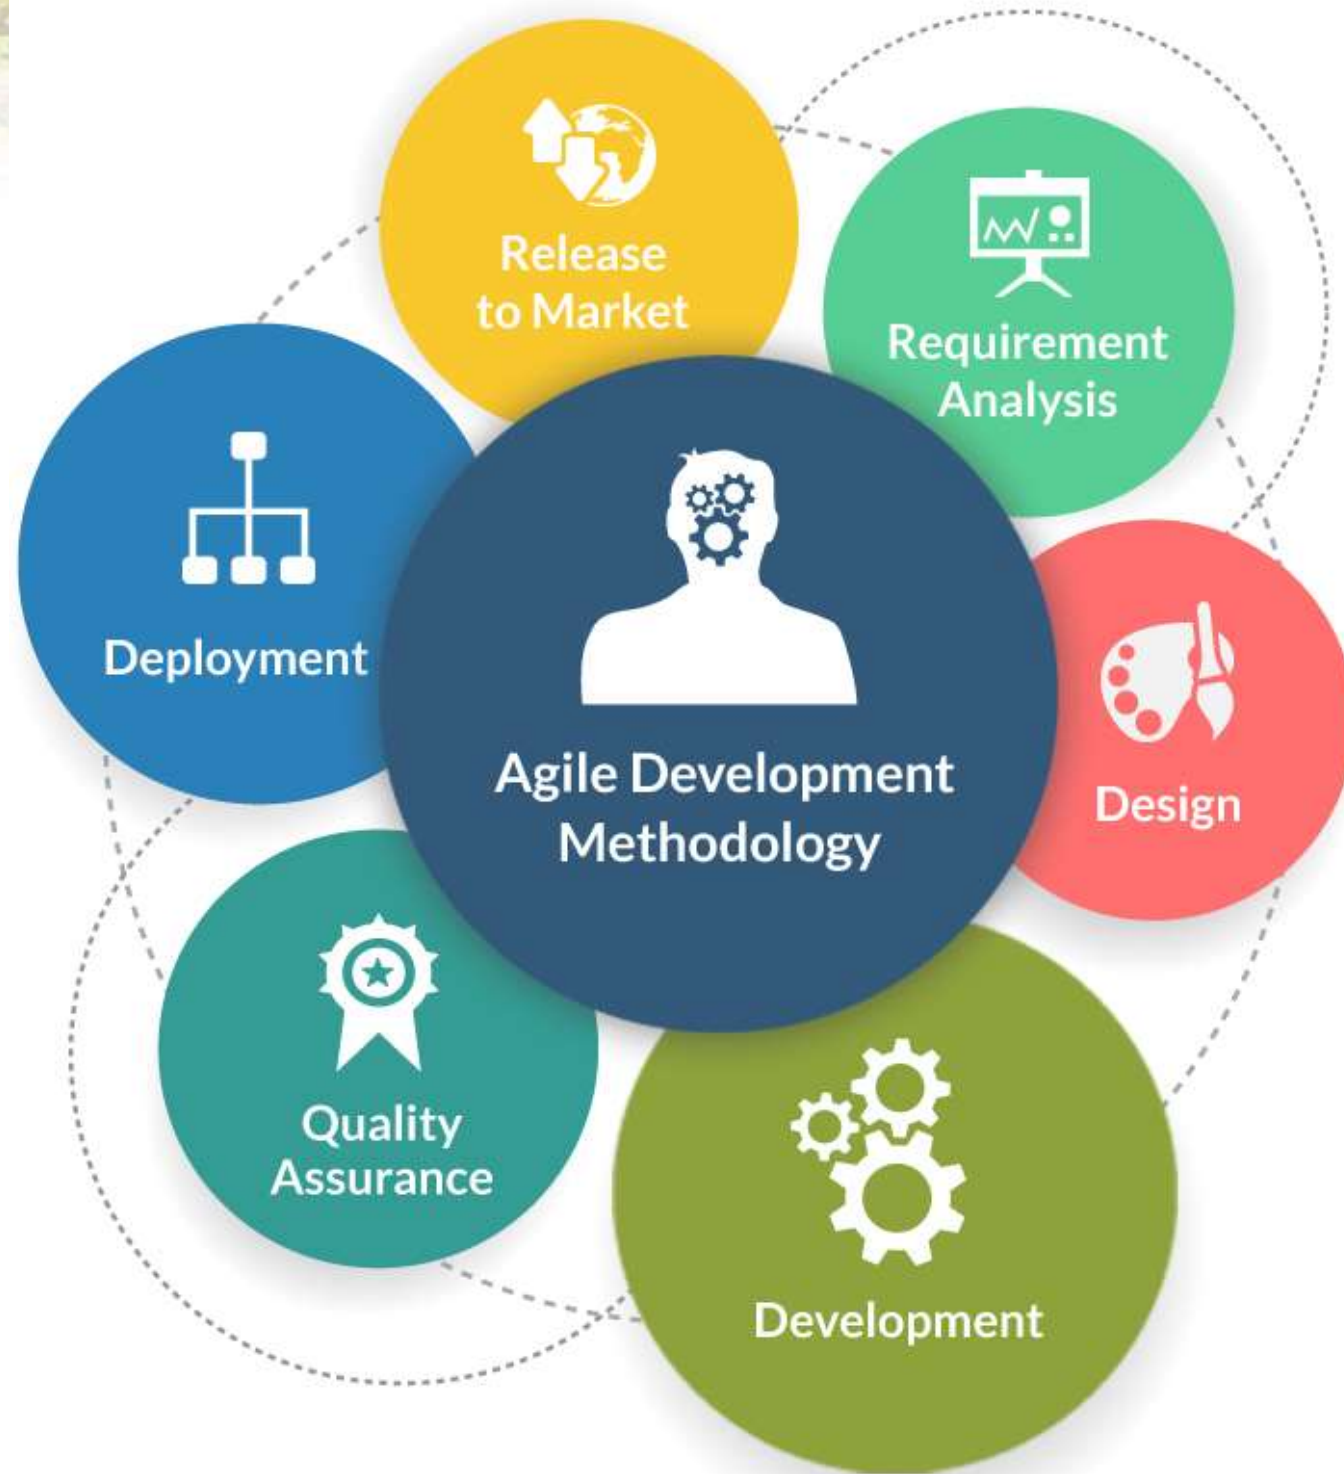 Release
to Market
Requirement
Analysis
Deployment
Agile Development
Methodology
Design
Quality
Assurance
Development